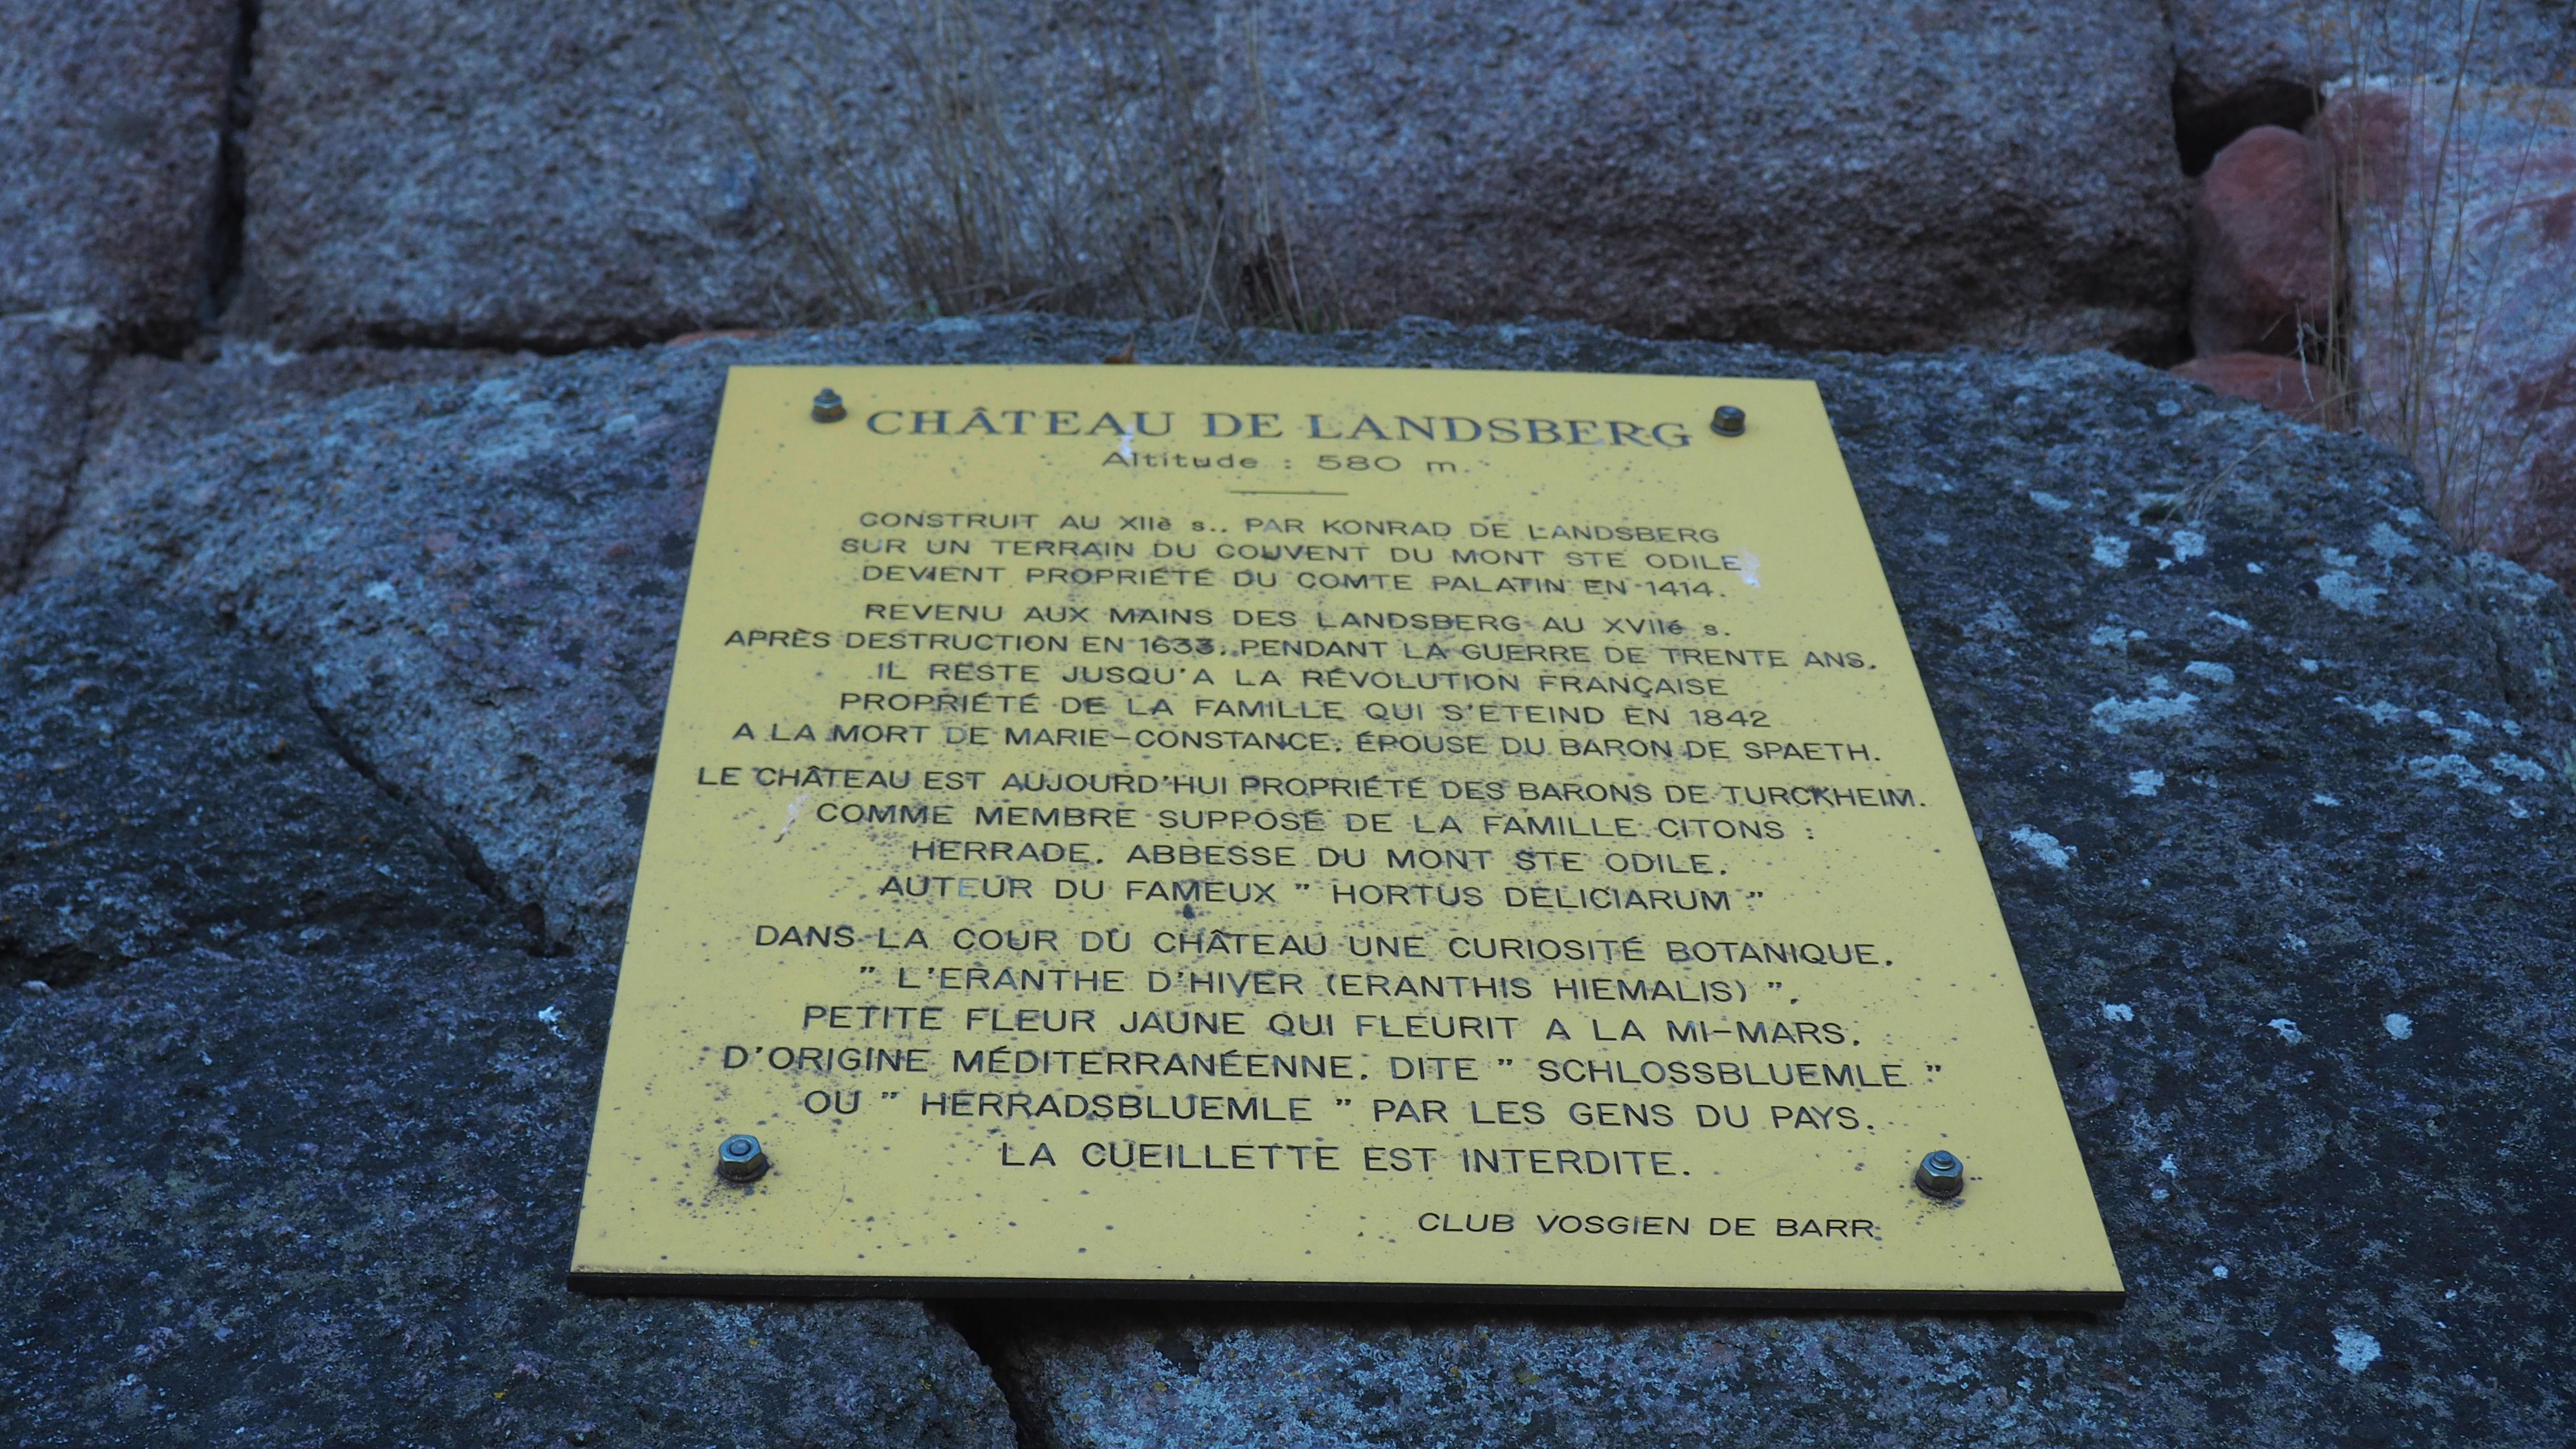 CHÂTEAU DE LANDSBERG
Altitude : 580 m.
CONSTRUIT AU XIIè s., PAR KONRAD DE LANDSBERG
SUR UN TERRAIN DU COUVENT DU MONT STE ODILE
DEVIENT PROPRIÉTÉ DU COMTE PALATIN EN 1414.
REVENU AUX MAINS DES LANDSBERG AU XVIIé s.
APRÈS DESTRUCTION EN 1633, PENDANT LA GUERRE DE TRENTE ANS,
IL RESTE JUSQU'A LA RÉVOLUTION FRANÇAISE
PROPRIÉTÉ DE LA FAMILLE QUI S'ETEIND EN 1842
A LA MORT DE MARIE-CONSTANCE, ÉPOUSE DU BARON DE SPAETH.
LE CHÂTEAU EST AUJOURD'HUI PROPRIÉTÉ DES BARONS DE TURCKHEIM.
COMME MEMBRE SUPPOSÉ DE LA FAMILLE CITONS :
HERRADE, ABBESSE DU MONT STE ODILE,
AUTEUR DU FAMEUX " HORTUS DELICIARUM "
DANS LA COUR DU CHÂTEAU UNE CURIOSITÉ BOTANIQUE,
" L'ERANTHE D'HIVER (ERANTHIS HIEMALIS) ",
PETITE FLEUR JAUNE QUI FLEURIT A LA MI-MARS,
D'ORIGINE MÉDITERRANÉENNE, DITE " SCHLOSSBLUEMLE "
OU " HERRADSBLUEMLE " PAR LES GENS DU PAYS.
LA CUEILLETTE EST INTERDITE.
CLUB VOSGIEN DE BARR